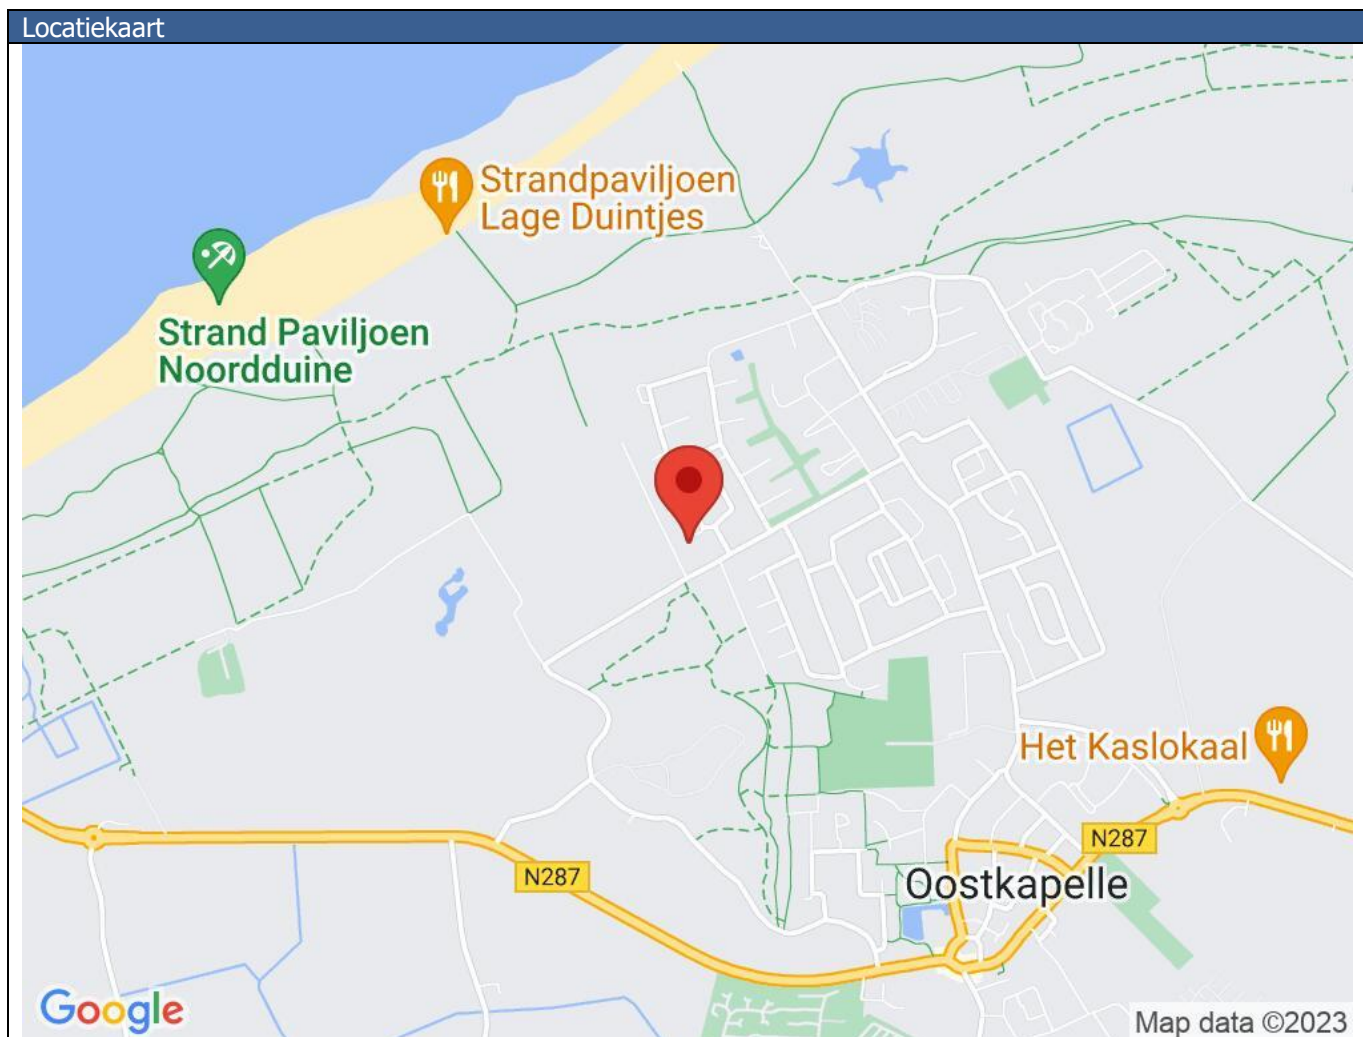 Locatiekaart
Strandpaviljoen
Lage Duintjes
Strand Paviljoen
Noordduine
Het Kaslokaal
N287
N287
Oostkapelle
Google
Map data ©2023